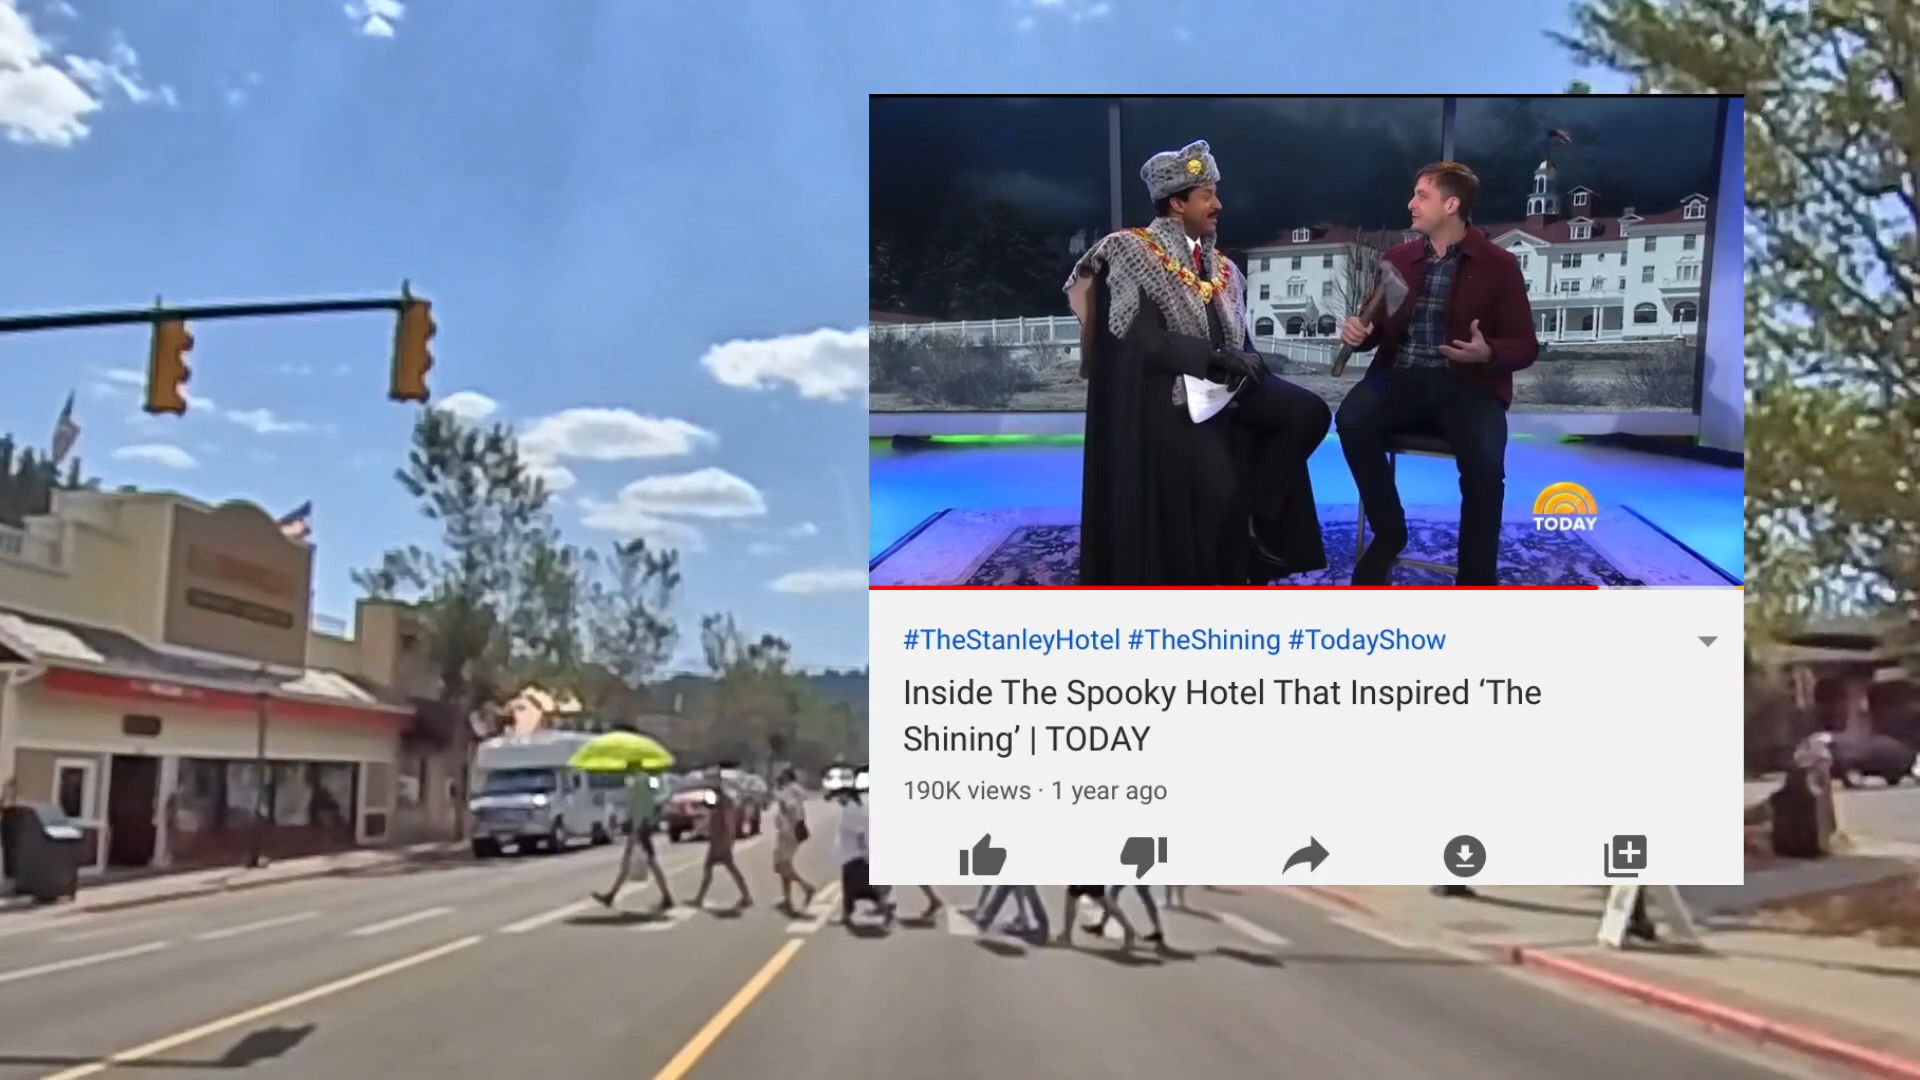 TODAY
#TheStanleyHotel #TheShining #TodayShow
Inside The Spooky Hotel That Inspired ‘The
Shining’ | TODAY
190K views · 1 year ago